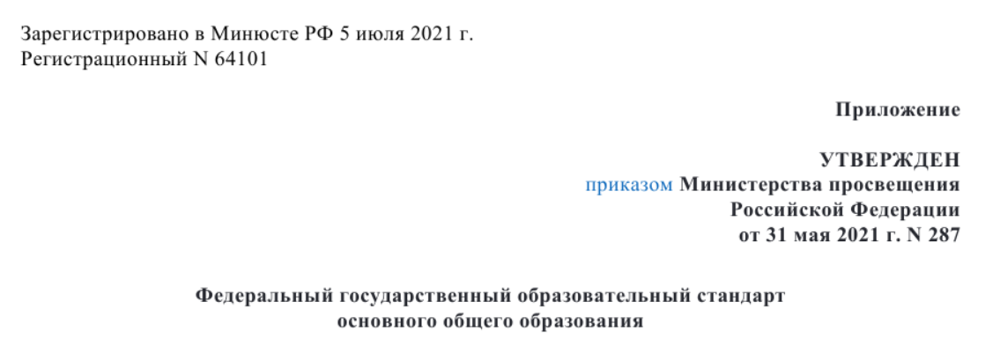 Зарегистрировано в Минюсте РФ 5 июля 2021 г.
Регистрационный N 64101
Приложение
УТВЕРЖДЕН
приказом Министерства просвещения
Российской Федерации
от 31 мая 2021 г. N 287
Федеральный государственный образовательный стандарт
основного общего образования